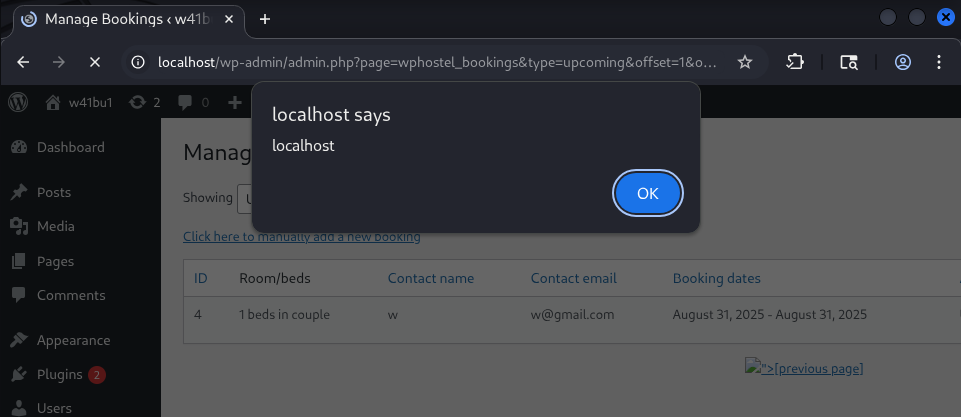 Manage Bookings ‹ w41bu
localhost/wp-admin/admin.php?page=wphostel_bookings&type=upcoming&offset=1&o...
w41bu1 2 0
localhost says
localhost
OK
Dashboard
Posts
Media
Pages
Comments
Appearance
Plugins 2
Users
Manag
Showing
Click here to manually add a new booking
ID Room/beds Contact name Contact email Booking dates
4 1 beds in couple w w@gmail.com August 31, 2025 - August 31, 2025
">[previous page]